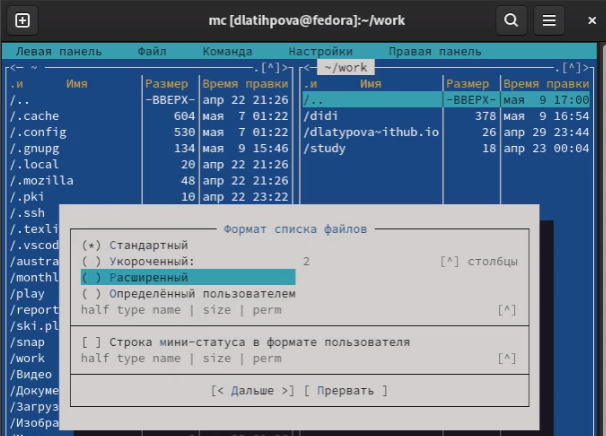 mc [dlatihpova@fedora]:~/work
Левая панель Файл Команда Настройки Правая панель
<— ~ .[^]> <— ~/work .[^]>
.и Имя Размер Время правки .и Имя Размер Время правки
/.. -ВВЕРХ- апр 22 21:26 /.. -ВВЕРХ- мая 9 17:00
/.cache 604 мая 7 01:22 /didi 378 мая 9 16:54
/.config 530 мая 7 01:22 /dlatypova~ithub.io 26 апр 29 23:44
/.gnupg 134 мая 9 15:46 /study 18 апр 23 00:04
/.local 20 апр 22 21:26
/.mozilla 48 апр 22 21:26
/.pki 10 апр 22 23:22
/.ssh
/.texli
/.vscod
/austra
/monthl
/play
/report
/ski.pl
/snap
/work
/Видео
/Докуме
/Загруз
/Изобра
Формат списка файлов
(*) Стандартный
( ) Укороченный: 2 [^] столбцы
( ) Расширенный
( ) Определённый пользователем
half type name | size | perm [^]
[ ] Строка мини-статуса в формате пользователя
half type name | size | perm [^]
[< Дальше >] [ Прервать ]